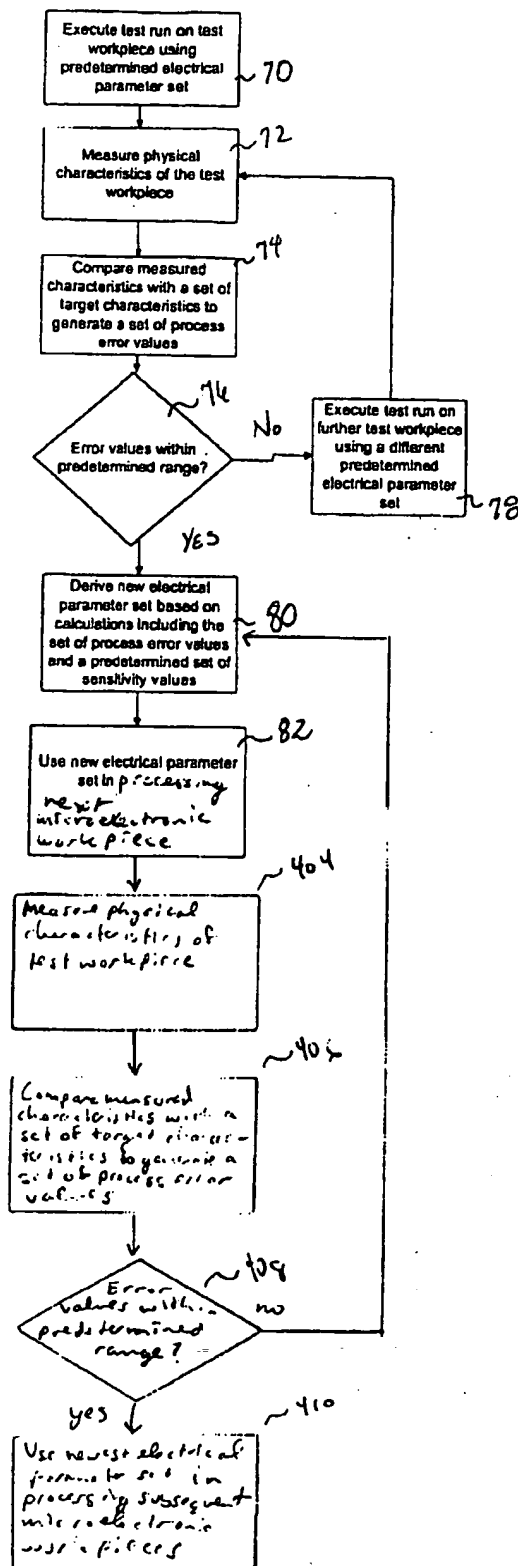 Execute test run on test
workpiece using
predetermined electrical
parameter set
70
72
Measure physical
characteristics of the test
workpiece
74
Compare measured
characteristics with a set of
target characteristics to
generate a set of process
error values
76
Error values within
predetermined range?
No
Execute test run on
further test workpiece
using a different
predetermined
electrical parameter
set
78
YES
Derive new electrical
parameter set based on
calculations including the
set of process error values
and a predetermined set of
sensitivity values
80
82
Use new electrical parameter
set in processing
next
microelectronic
workpiece
404
Measure physical
characteristics of
test workpiece
406
Compare measured
characteristics with a
set of target charac-
teristics to generate a
set of process error
values
408
Error
values within
predetermined
range?
no
yes
410
Use newest electrical
parameter set in
processing subsequent
microelectronic
workpieces